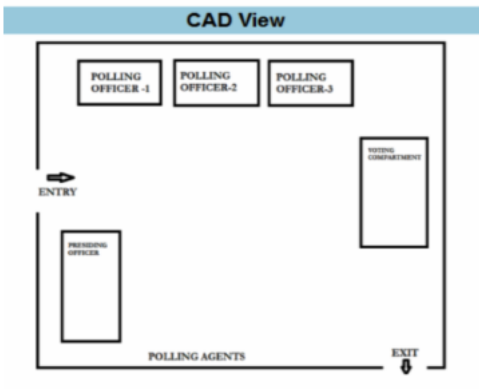 CAD View
POLLING
OFFICER -1
POLLING
OFFICER-2
POLLING
OFFICER-3
VOTING
COMPARTMENT
ENTRY
PRESIDING
OFFICER
POLLING AGENTS
EXIT